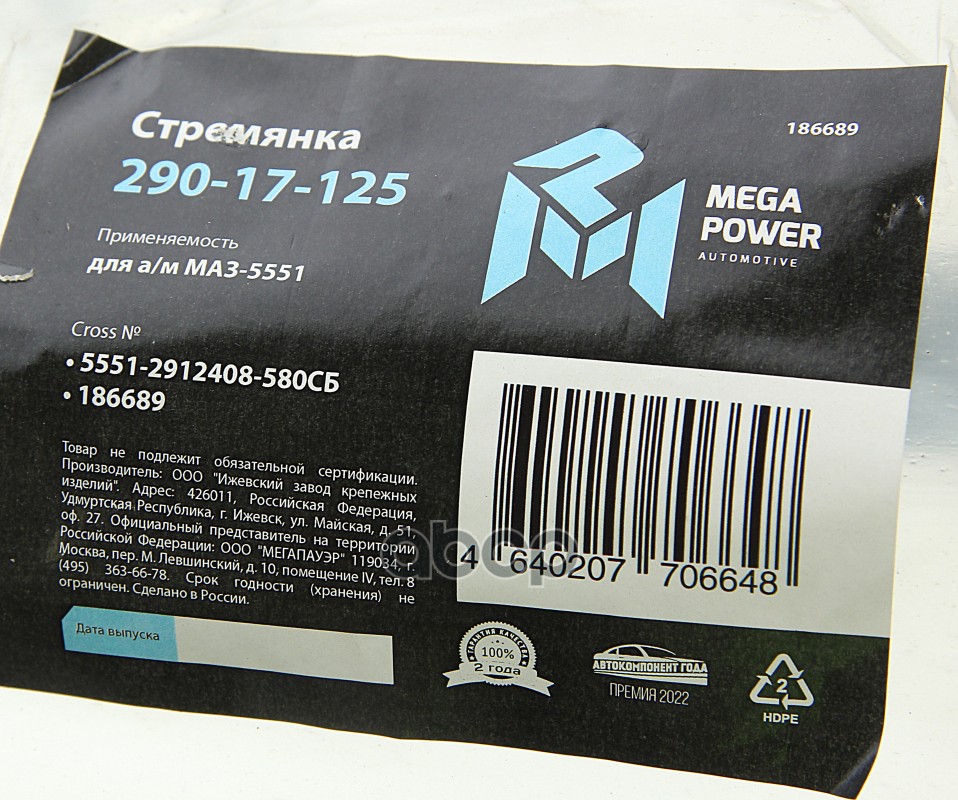 Стремянка
290-17-125
186689
MEGA
POWER
AUTOMOTIVE
Применяемость
для а/м МАЗ-5551
Cross №
• 5551-2912408-580СБ
• 186689
Товар не подлежит обязательной сертификации.
Производитель: ООО "Ижевский завод крепежных
изделий". Адрес: 426011, Российская Федерация,
Удмуртская Республика, г. Ижевск, ул. Майская, д. 51,
оф. 27. Официальный представитель на территории
Российской Федерации: ООО "МЕГАПАУЭР" 119034, г.
Москва, пер. М. Левшинский, д. 10, помещение IV, тел. 8
(495) 363-66-78. Срок годности (хранения) не
ограничен. Сделано в России.
4 640207 706648
Дата выпуска
ГАРАНТИЯ КАЧЕСТВА
100%
2 года
АВТОКОМПОНЕНТ ГОДА
ПРЕМИЯ 2022
2
HDPE